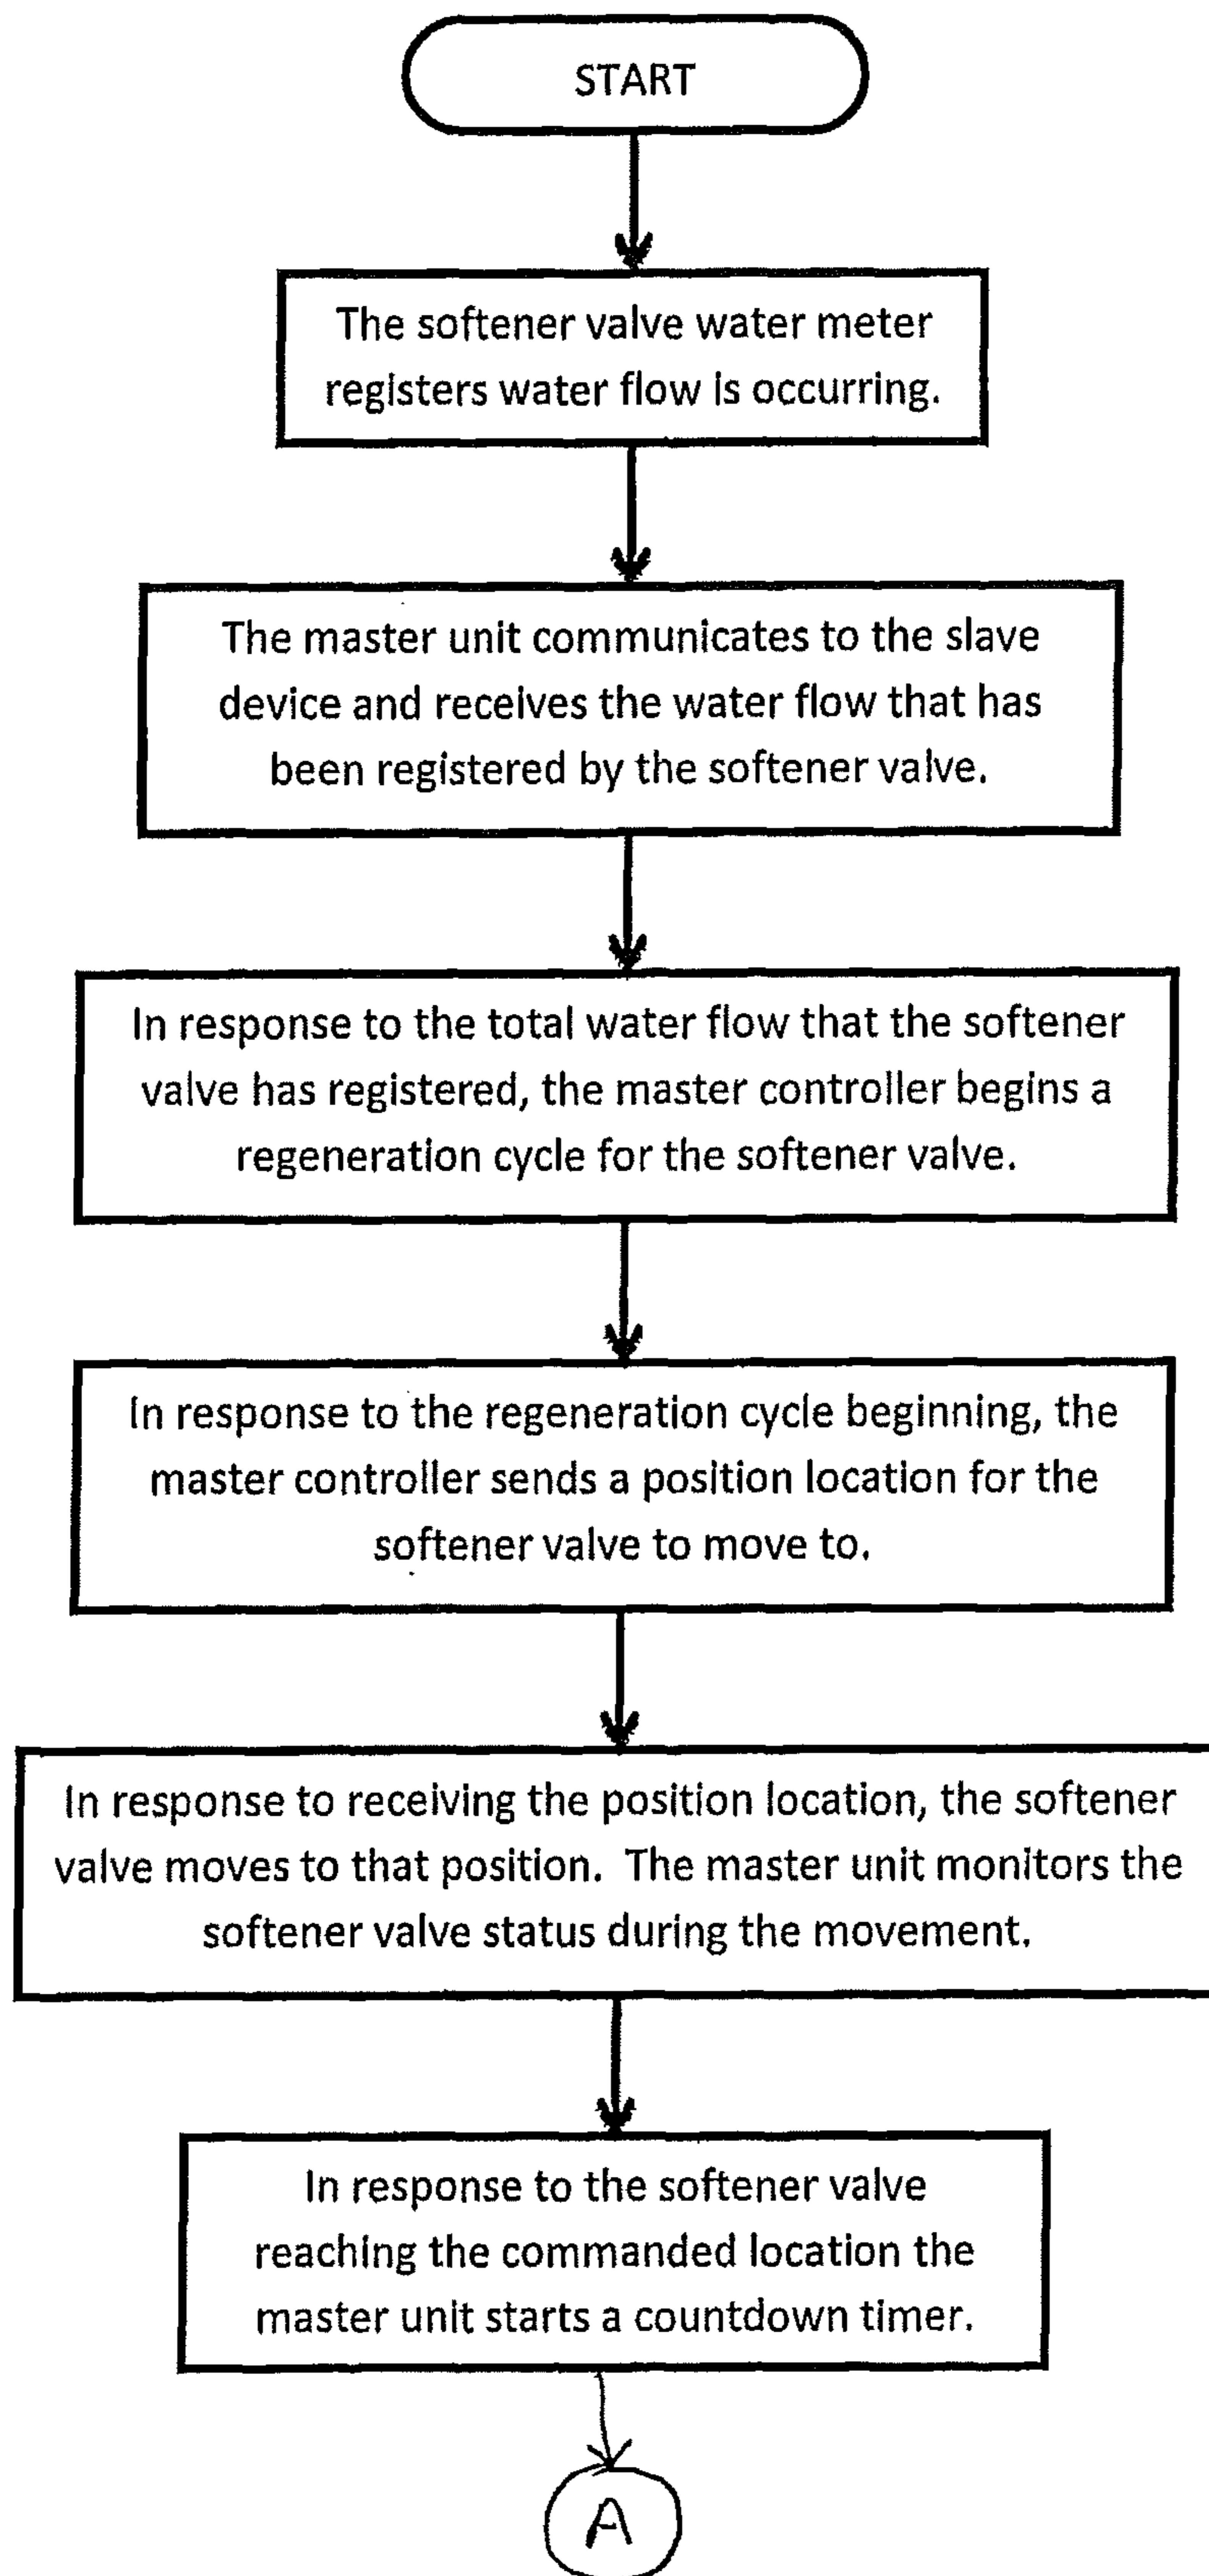 START
The softener valve water meter
registers water flow is occurring.
The master unit communicates to the slave
device and receives the water flow that has
been registered by the softener valve.
In response to the total water flow that the softener
valve has registered, the master controller begins a
regeneration cycle for the softener valve.
In response to the regeneration cycle beginning, the
master controller sends a position location for the
softener valve to move to.
In response to receiving the position location, the softener
valve moves to that position. The master unit monitors the
softener valve status during the movement.
In response to the softener valve
reaching the commanded location the
master unit starts a countdown timer.
A